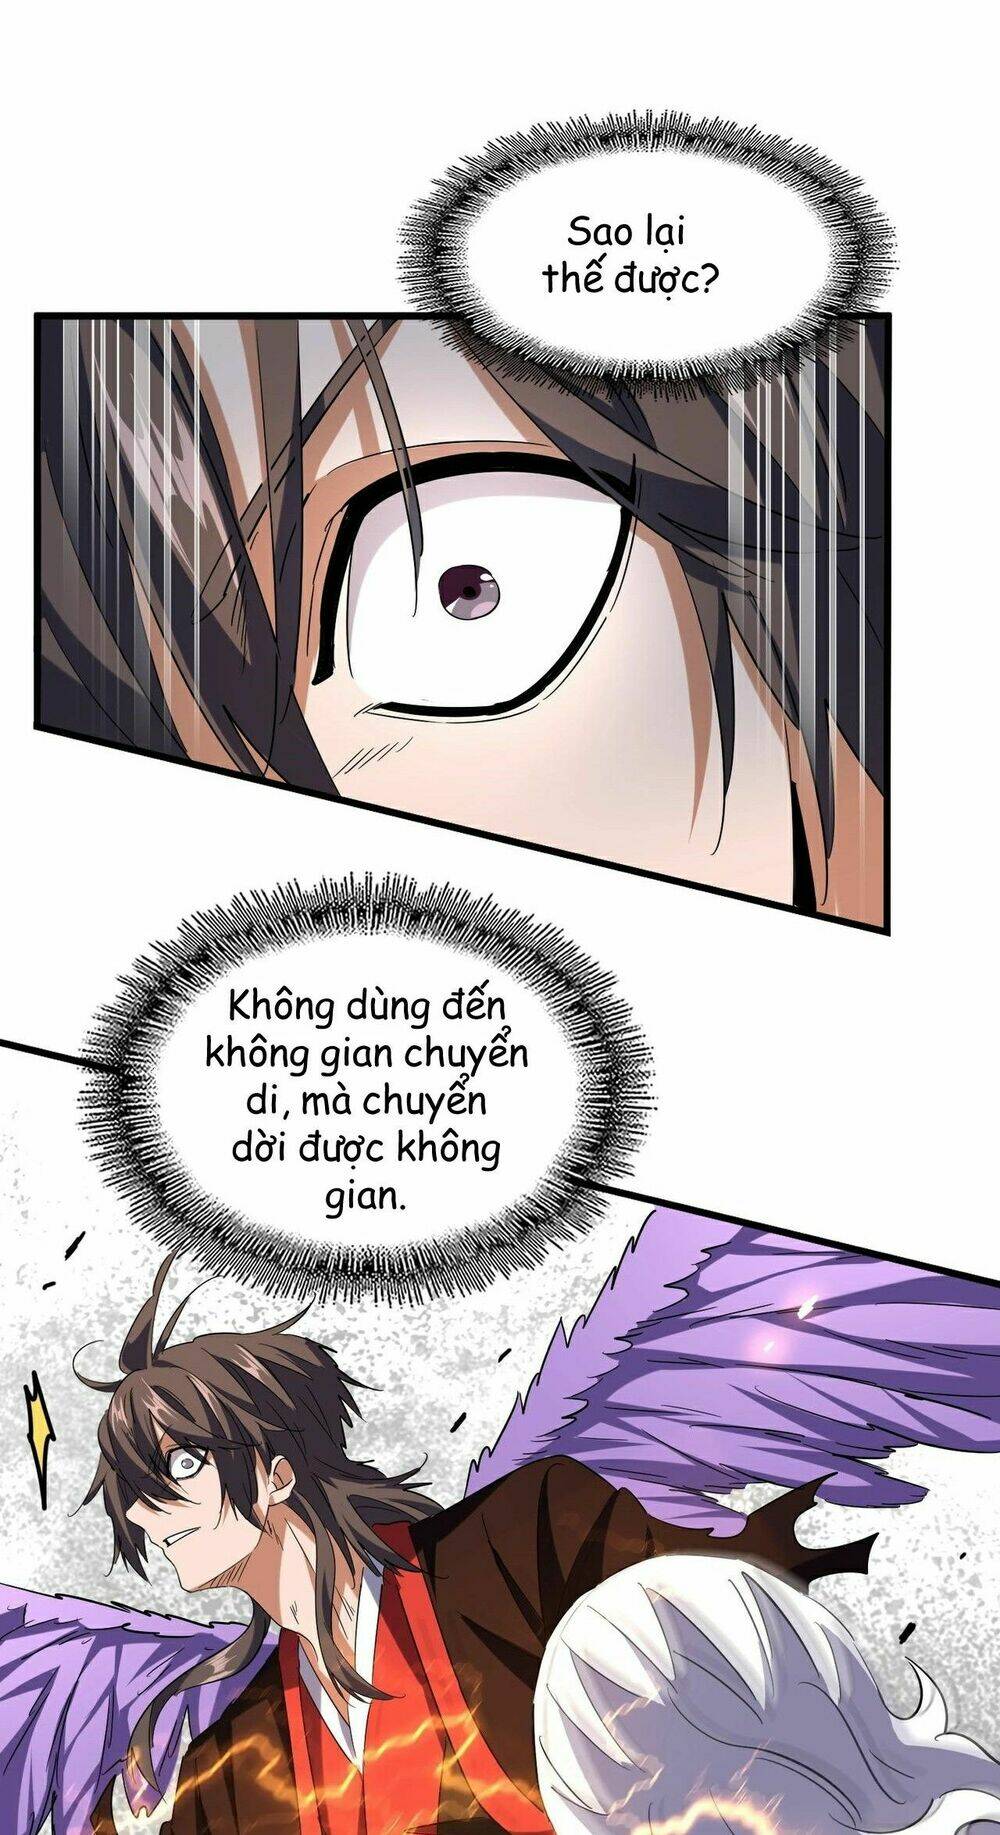 Sao lại
thế được?
Không dùng đến
không gian chuyển
di, mà chuyển
dời được không
gian.